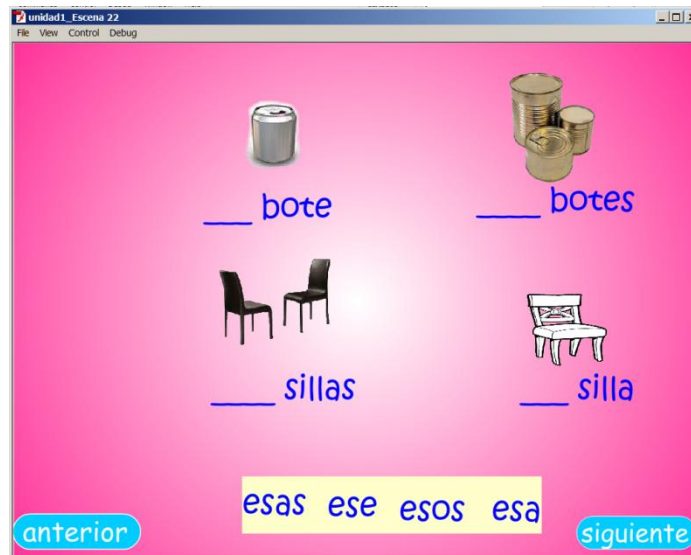 unidad1_Escena 22
File View Control Debug
___ bote
____ botes
____ sillas
___ silla
esas ese esos esa
anterior
siguiente